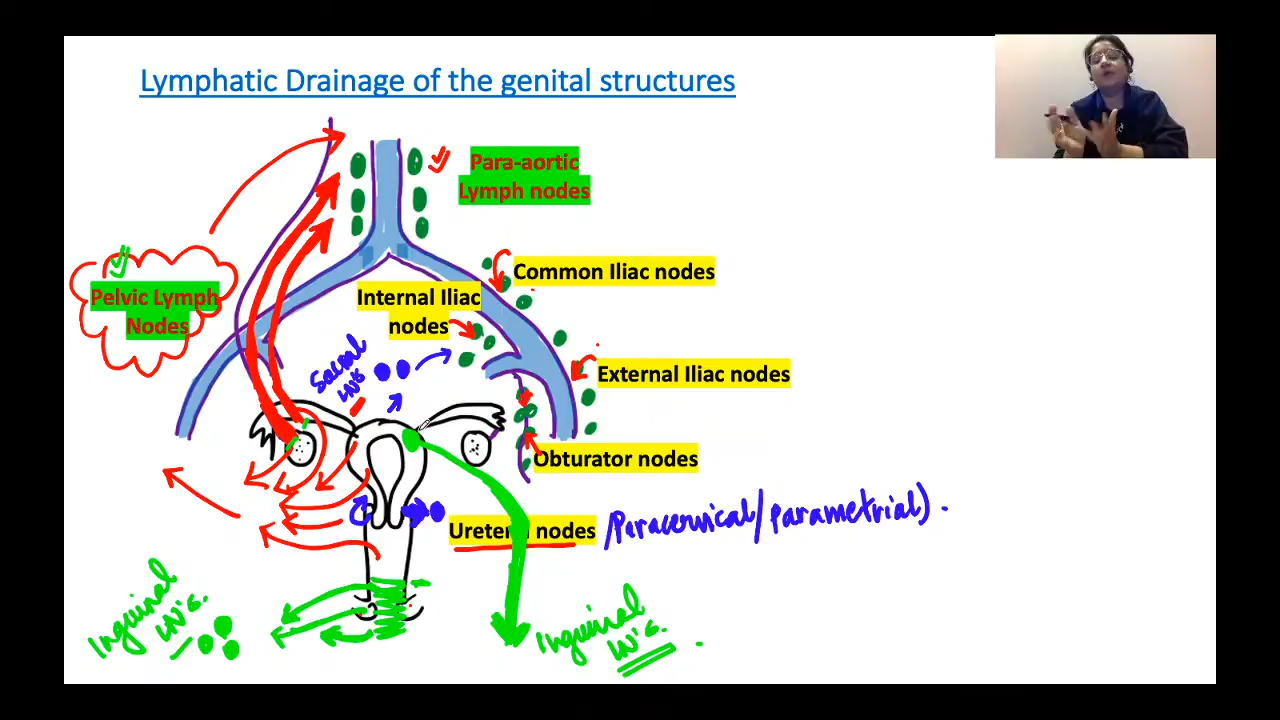 Lymphatic Drainage of the genital structures
Para-aortic
Lymph nodes
Common Iliac nodes
Pelvic Lymph
Nodes
Internal Iliac
nodes
Sacral
LN's
External Iliac nodes
Obturator nodes
Ureteral nodes
/Paracervical/parametrial).
Inguinal
LN's.
Inguinal
LN's.